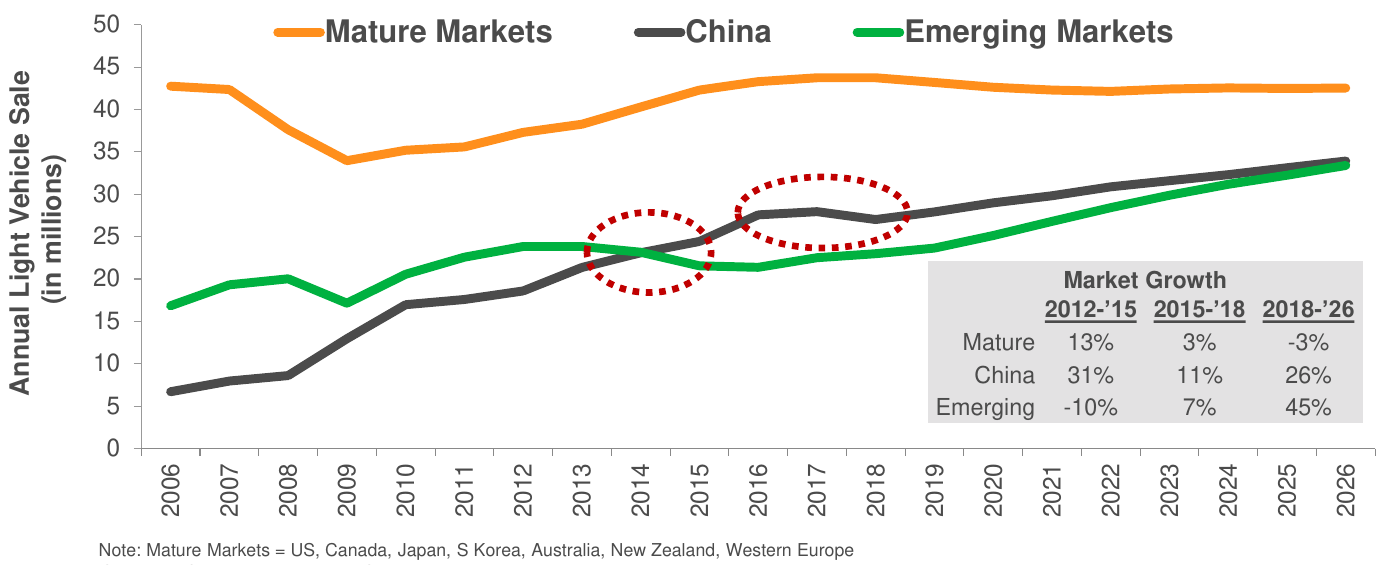 Mature Markets China Emerging Markets
Annual Light Vehicle Sale
(in millions)
50
45
40
35
30
25
20
15
10
5
0
Market Growth
2012-’15 2015-’18 2018-’26
Mature 13% 3% -3%
China 31% 11% 26%
Emerging -10% 7% 45%
2006 2007 2008 2009 2010 2011 2012 2013 2014 2015 2016 2017 2018 2019 2020 2021 2022 2023 2024 2025 2026
Note: Mature Markets = US, Canada, Japan, S Korea, Australia, New Zealand, Western Europe